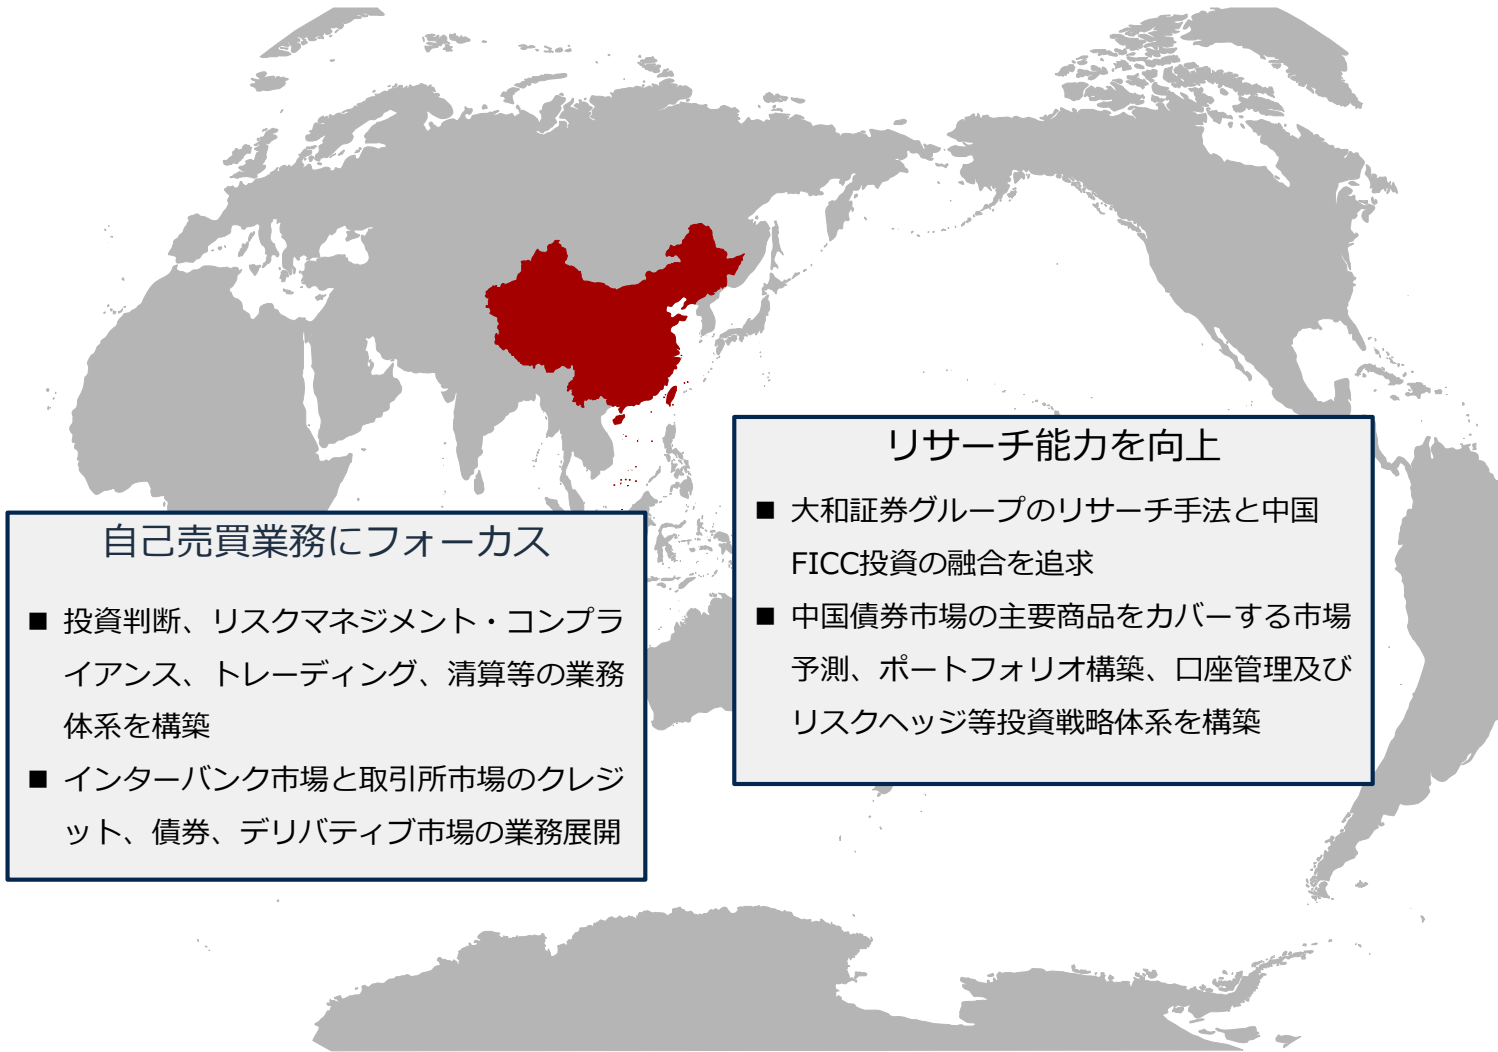 自己売買業務にフォーカス
■ 投資判断、リスクマネジメント・コンプラ
イアンス、トレーディング、清算等の業務
体系を構築
■ インターバンク市場と取引所市場のクレジ
ット、債券、デリバティブ市場の業務展開
リサーチ能力を向上
■ 大和証券グループのリサーチ手法と中国
FICC投資の融合を追求
■ 中国債券市場の主要商品をカバーする市場
予測、ポートフォリオ構築、口座管理及び
リスクヘッジ等投資戦略体系を構築